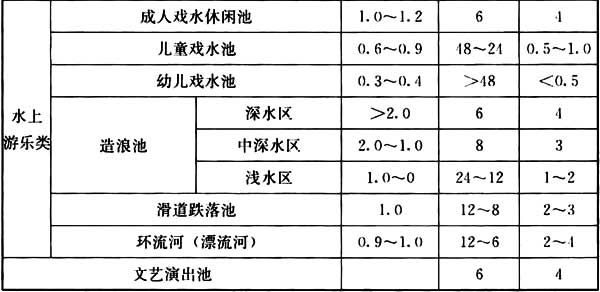 成人戏水休闲池 1.0～1.2 6 4
儿童戏水池 0.6～0.9 48～24 0.5～1.0
幼儿戏水池 0.3～0.4 >48 <0.5
水上
游乐类
造浪池
深水区 >2.0 6 4
中深水区 2.0～1.0 8 3
浅水区 1.0～0 24～12 1～2
滑道跌落池 1.0 12～8 2～3
环流河（漂流河） 0.9～1.0 12～6 2～4
文艺演出池 6 4